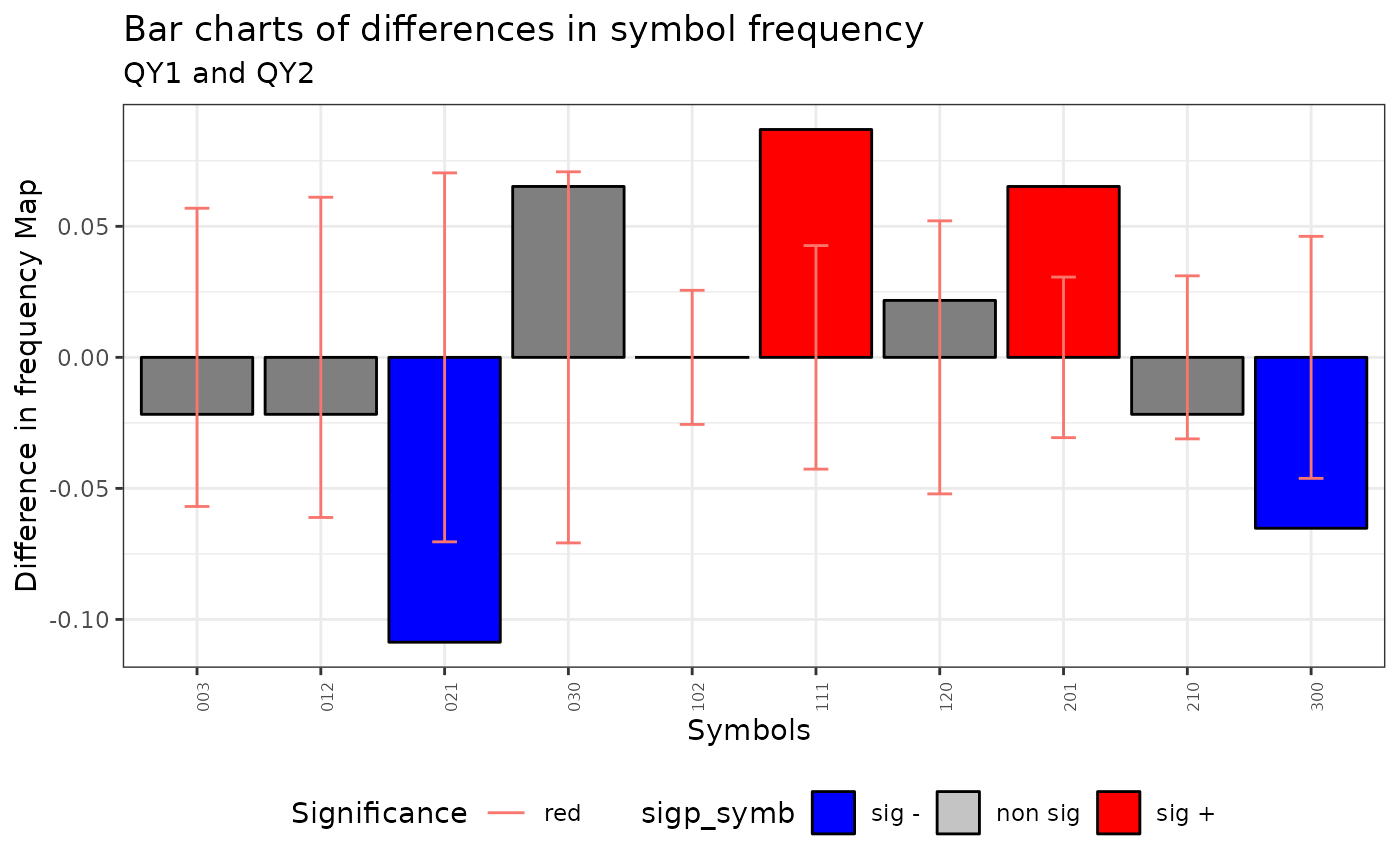 Bar charts of differences in symbol frequency
QY1 and QY2
Difference in frequency Map
0.05
0.00
-0.05
-0.10
003 012 021 030 102 111 120 201 210 300
Symbols
Significance red sigp_symb sig - non sig sig +